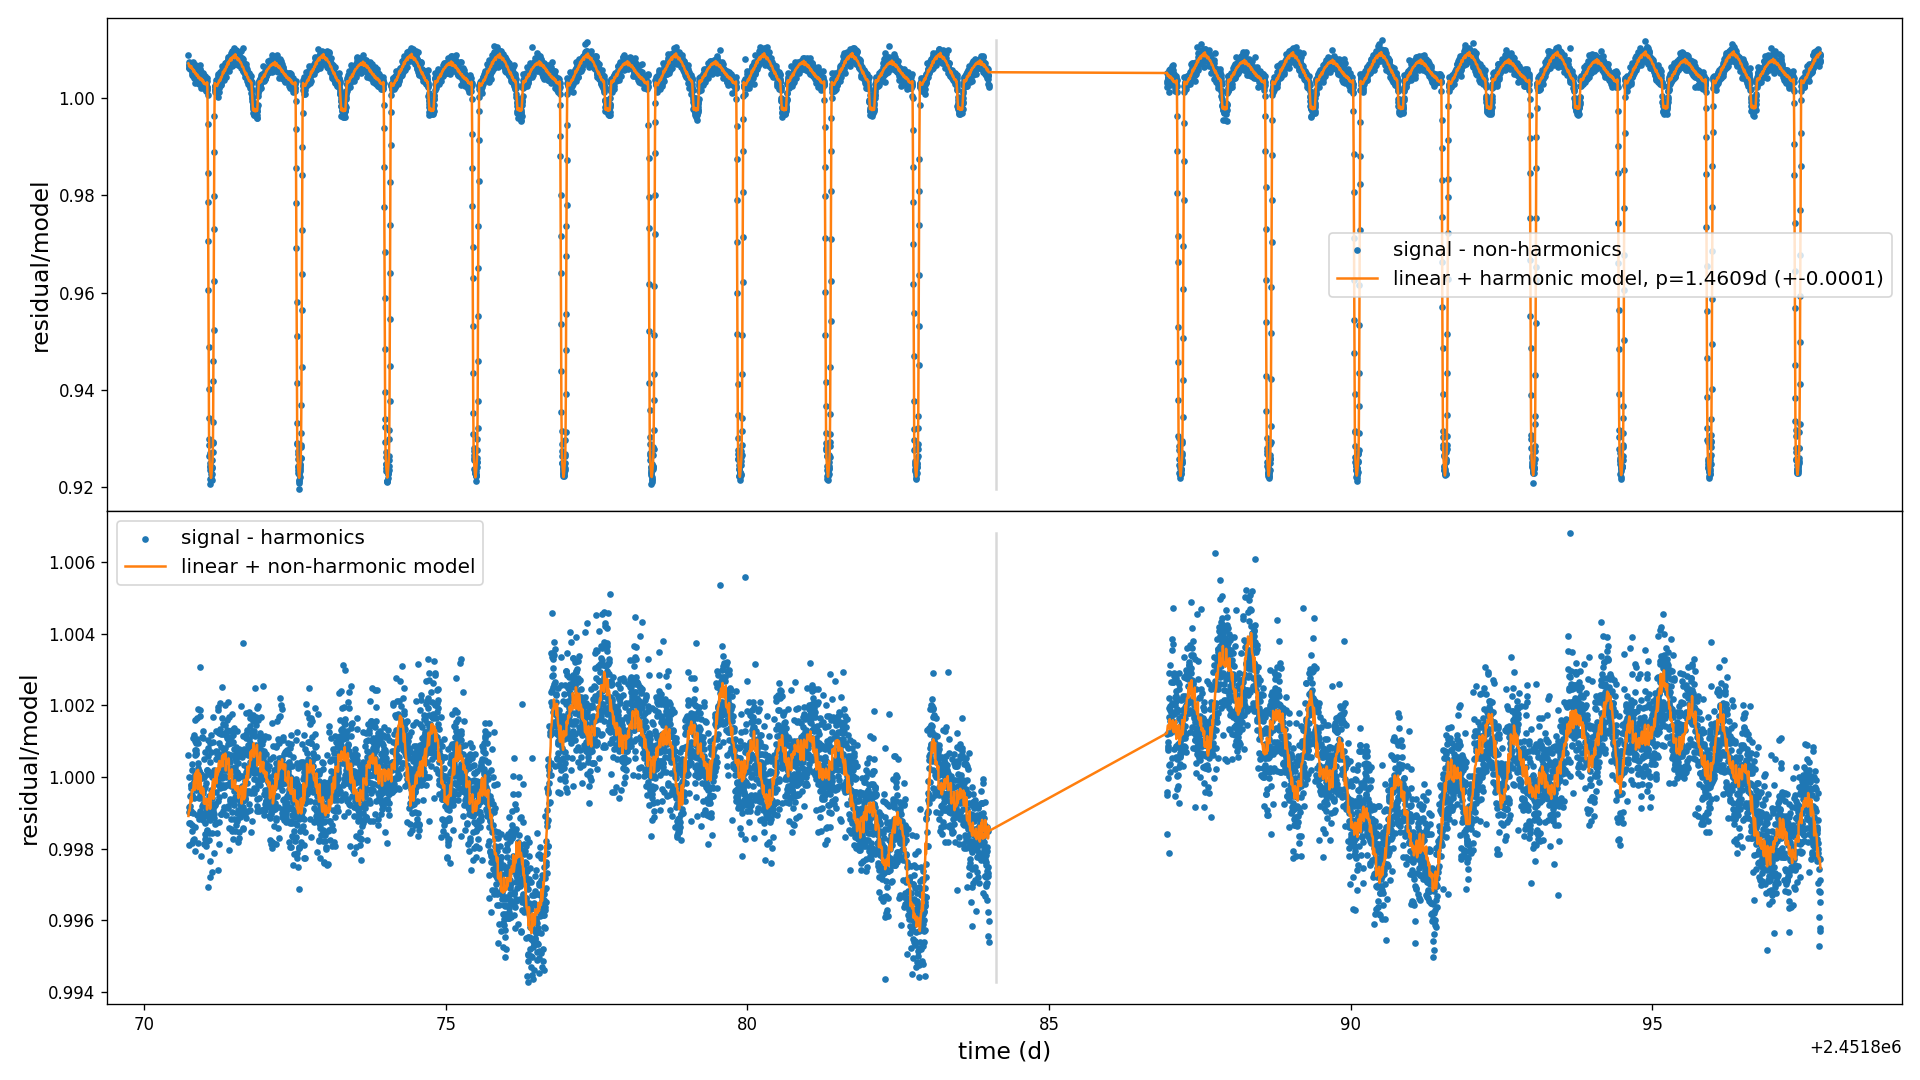 residual/model
1.00
0.98
0.96
0.94
0.92
signal - non-harmonics
linear + harmonic model, p=1.4609d (+-0.0001)
residual/model
1.006
1.004
1.002
1.000
0.998
0.996
0.994
signal - harmonics
linear + non-harmonic model
70 75 80 85 90 95
time (d)
+2.4518e6